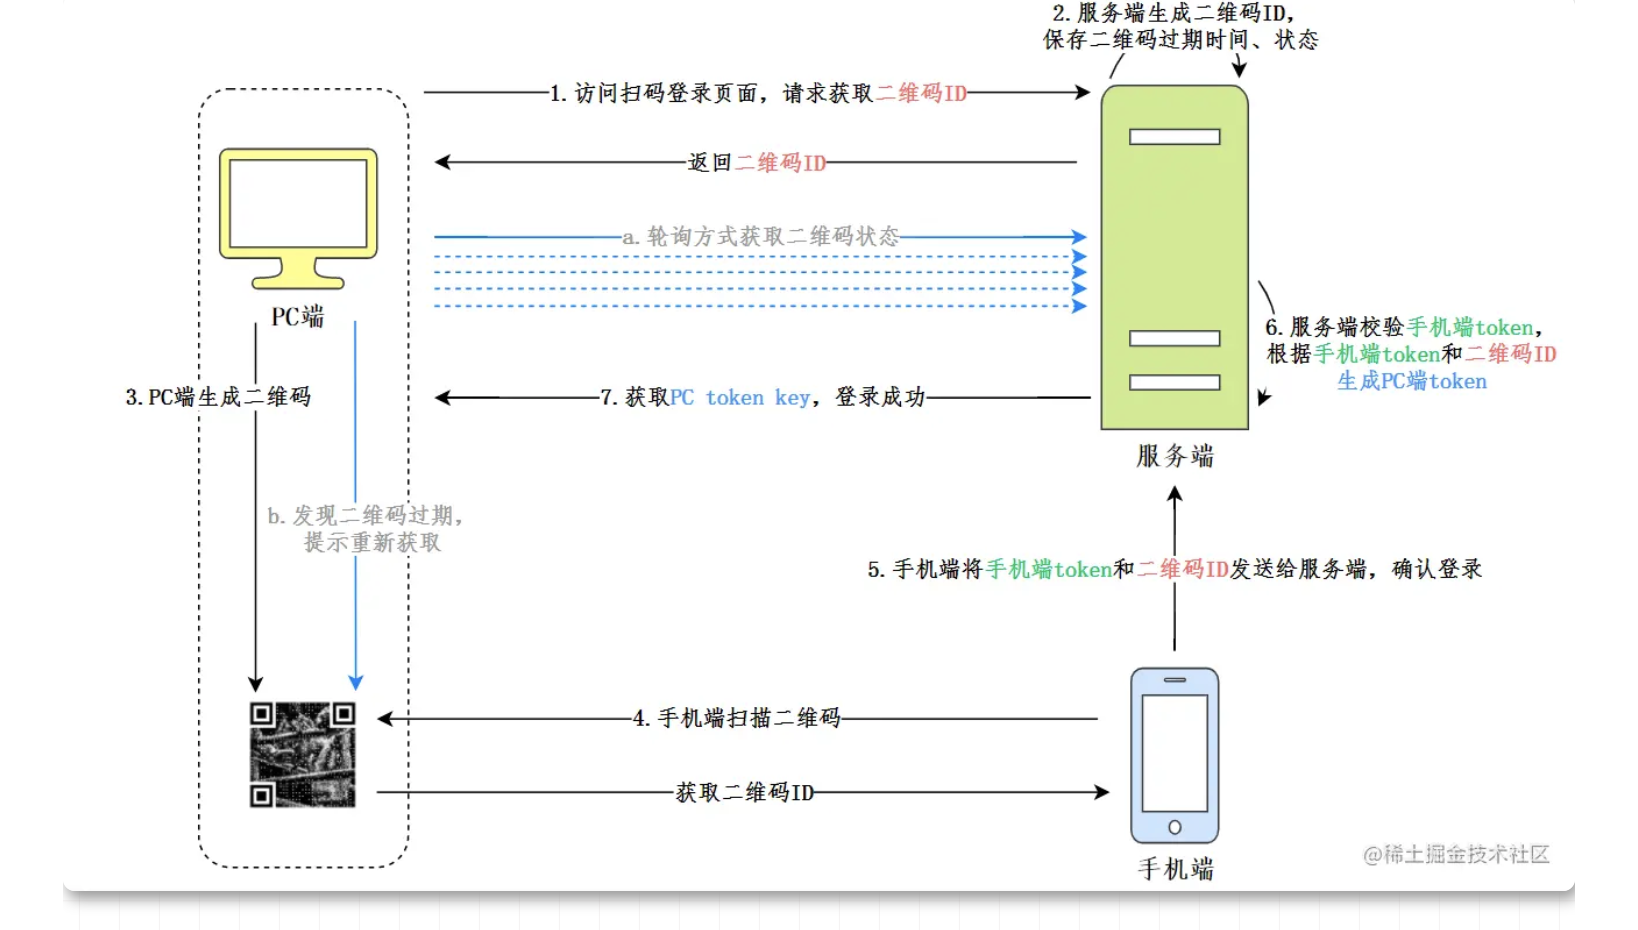 2.服务端生成二维码ID，
保存二维码过期时间、状态
1.访问扫码登录页面，请求获取二维码ID
返回二维码ID
a.轮询方式获取二维码状态
PC端
6.服务端校验手机端token，
根据手机端token和二维码ID
生成PC端token
3.PC端生成二维码
7.获取PC token key，登录成功
服务端
b.发现二维码过期，
提示重新获取
5.手机端将手机端token和二维码ID发送给服务端，确认登录
4.手机端扫描二维码
获取二维码ID
手机端
@稀土掘金技术社区